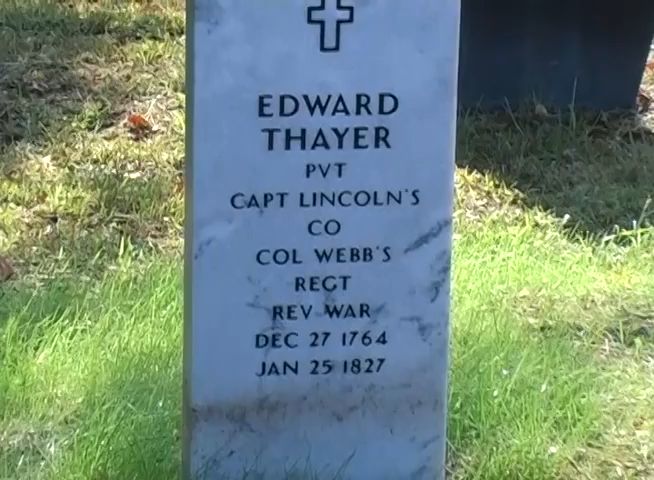 EDWARD
THAYER
PVT
CAPT LINCOLN'S
CO
COL WEBB'S
REGT
REV WAR
DEC 27 1764
JAN 25 1827